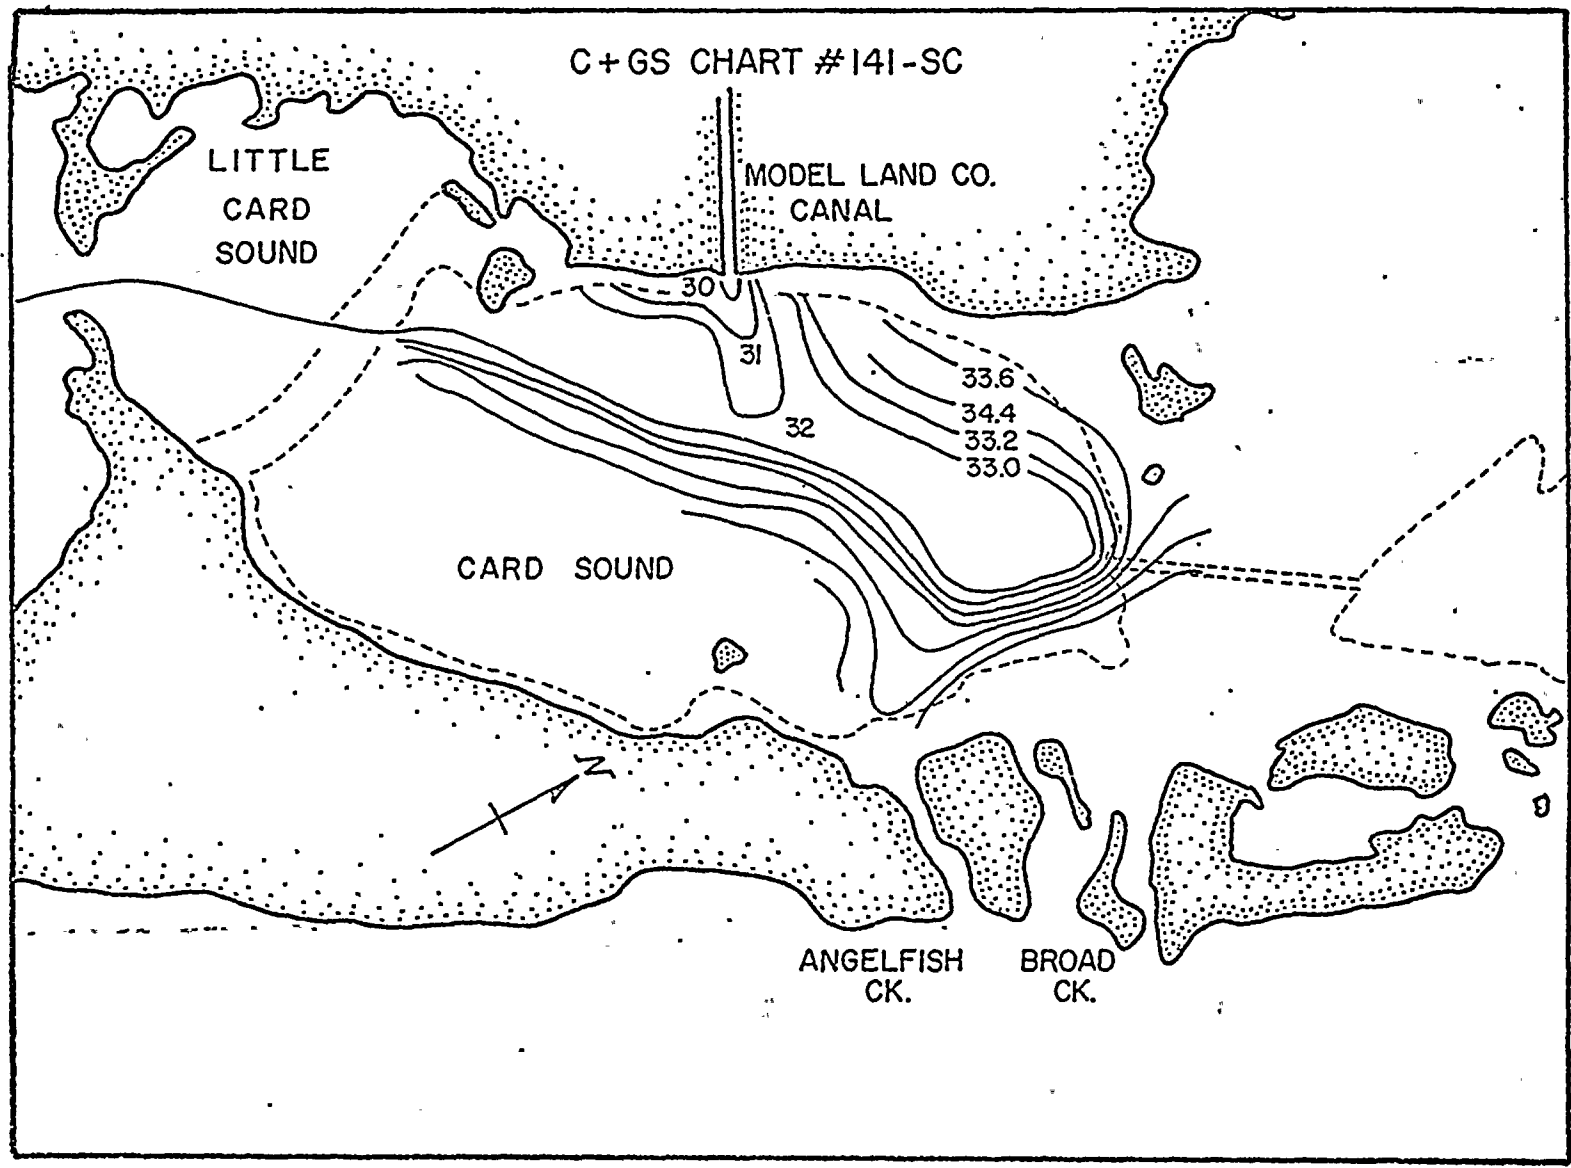 C+GS CHART #141-SC
LITTLE
CARD
SOUND
MODEL LAND CO.
CANAL
30
31
32
33.6
34.4
33.2
33.0
CARD SOUND
N
ANGELFISH
CK.
BROAD
CK.